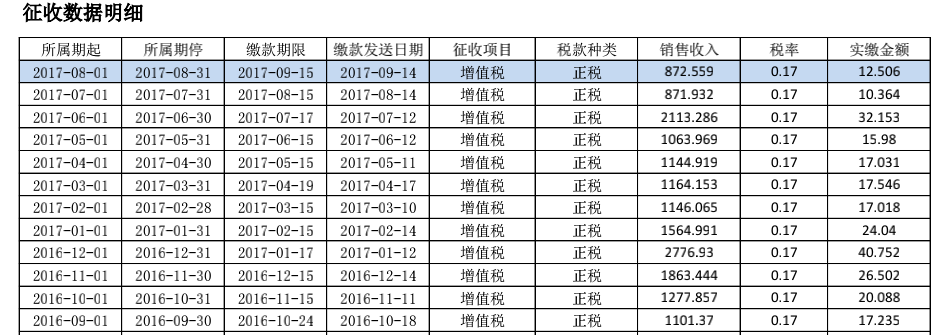 征收数据明细
所属期起 所属期停 缴款期限 缴款发送日期 征收项目 税款种类 销售收入 税率 实缴金额
2017-08-01 2017-08-31 2017-09-15 2017-09-14 增值税 正税 872.559 0.17 12.506
2017-07-01 2017-07-31 2017-08-15 2017-08-14 增值税 正税 871.932 0.17 10.364
2017-06-01 2017-06-30 2017-07-17 2017-07-12 增值税 正税 2113.286 0.17 32.153
2017-05-01 2017-05-31 2017-06-15 2017-06-12 增值税 正税 1063.969 0.17 15.98
2017-04-01 2017-04-30 2017-05-15 2017-05-11 增值税 正税 1144.919 0.17 17.031
2017-03-01 2017-03-31 2017-04-19 2017-04-17 增值税 正税 1164.153 0.17 17.546
2017-02-01 2017-02-28 2017-03-15 2017-03-10 增值税 正税 1146.065 0.17 17.018
2017-01-01 2017-01-31 2017-02-15 2017-02-14 增值税 正税 1564.991 0.17 24.04
2016-12-01 2016-12-31 2017-01-17 2017-01-12 增值税 正税 2776.93 0.17 40.752
2016-11-01 2016-11-30 2016-12-15 2016-12-14 增值税 正税 1863.444 0.17 26.502
2016-10-01 2016-10-31 2016-11-15 2016-11-11 增值税 正税 1277.857 0.17 20.088
2016-09-01 2016-09-30 2016-10-24 2016-10-18 增值税 正税 1101.37 0.17 17.235